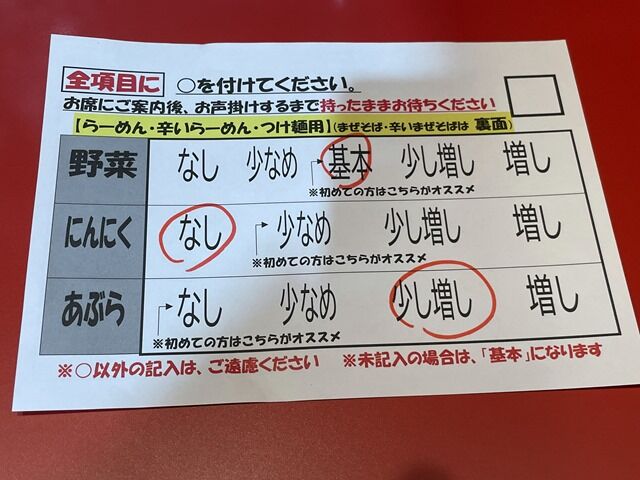 全項目に ○を付けてください。
お席にご案内後、お声掛けするまで持ったままお待ちください
【らーめん・辛いらーめん・つけ麺用】(まぜそば・辛いまぜそばは 裏面)
野菜 なし 少なめ 基本 少し増し 増し
※初めての方はこちらがオススメ
にんにく なし 少なめ 少し増し 増し
※初めての方はこちらがオススメ
あぶら なし 少なめ 少し増し 増し
※初めての方はこちらがオススメ
※○以外の記入は、ご遠慮ください ※未記入の場合は、「基本」になります